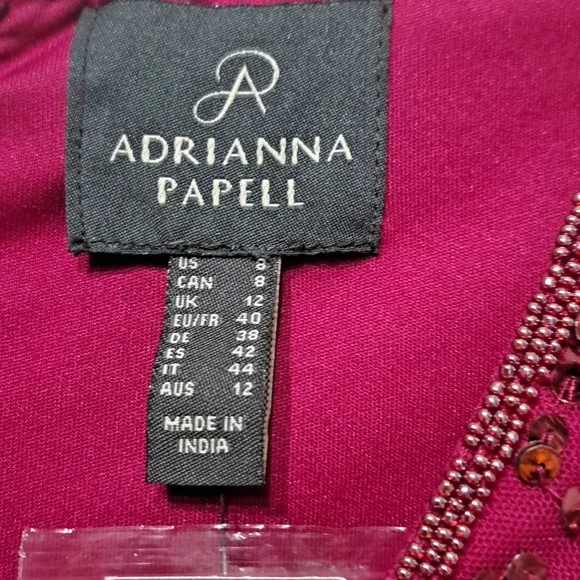 ADRIANNA
PAPELL
US 8
CAN 8
UK 12
EU/FR 40
DE 38
ES 42
IT 44
AUS 12
MADE IN
INDIA